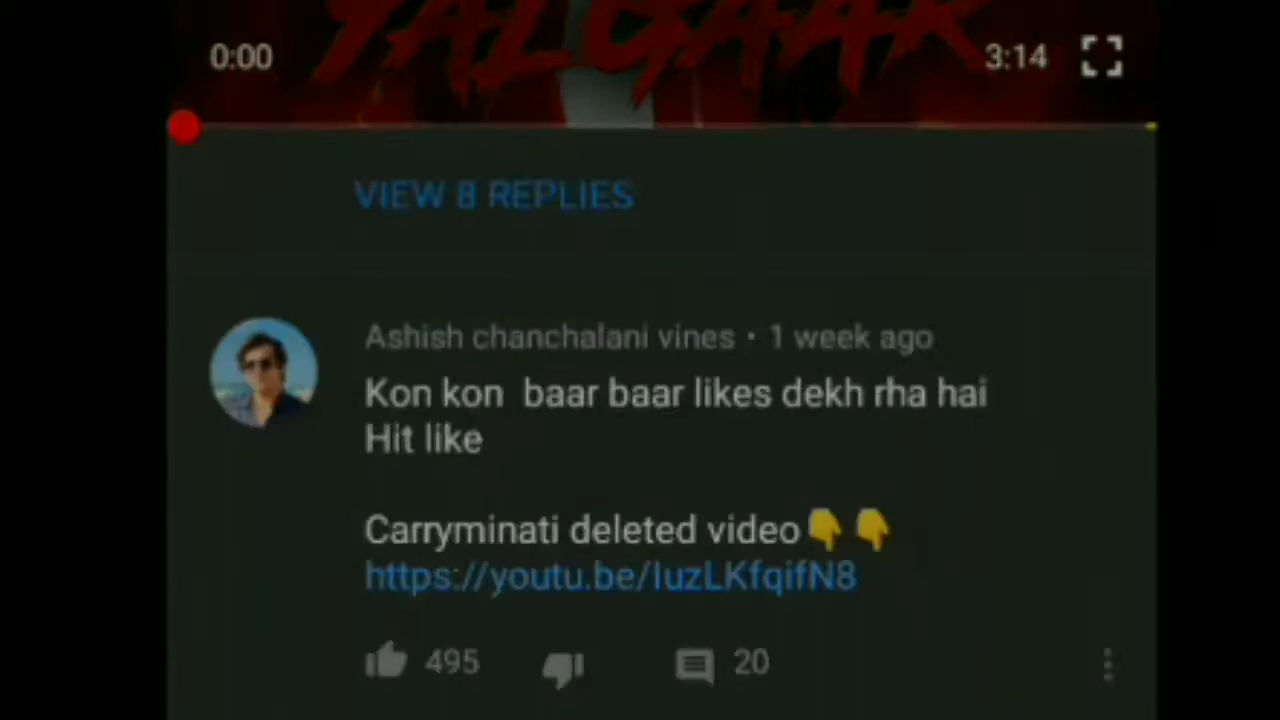 YALGAAR
0:00
3:14
VIEW 8 REPLIES
Ashish chanchalani vines • 1 week ago
Kon kon baar baar likes dekh rha hai
Hit like
Carryminati deleted video👇👇
https://youtu.be/IuzLKfqifN8
495
20